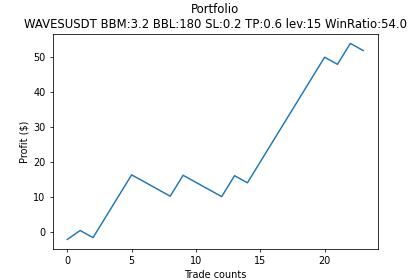 Portfolio
WAVESUSDT BBM:3.2 BBL:180 SL:0.2 TP:0.6 lev:15 WinRatio:54.0
50
40
30
20
10
0
Profit ($)
0 5 10 15 20
Trade counts